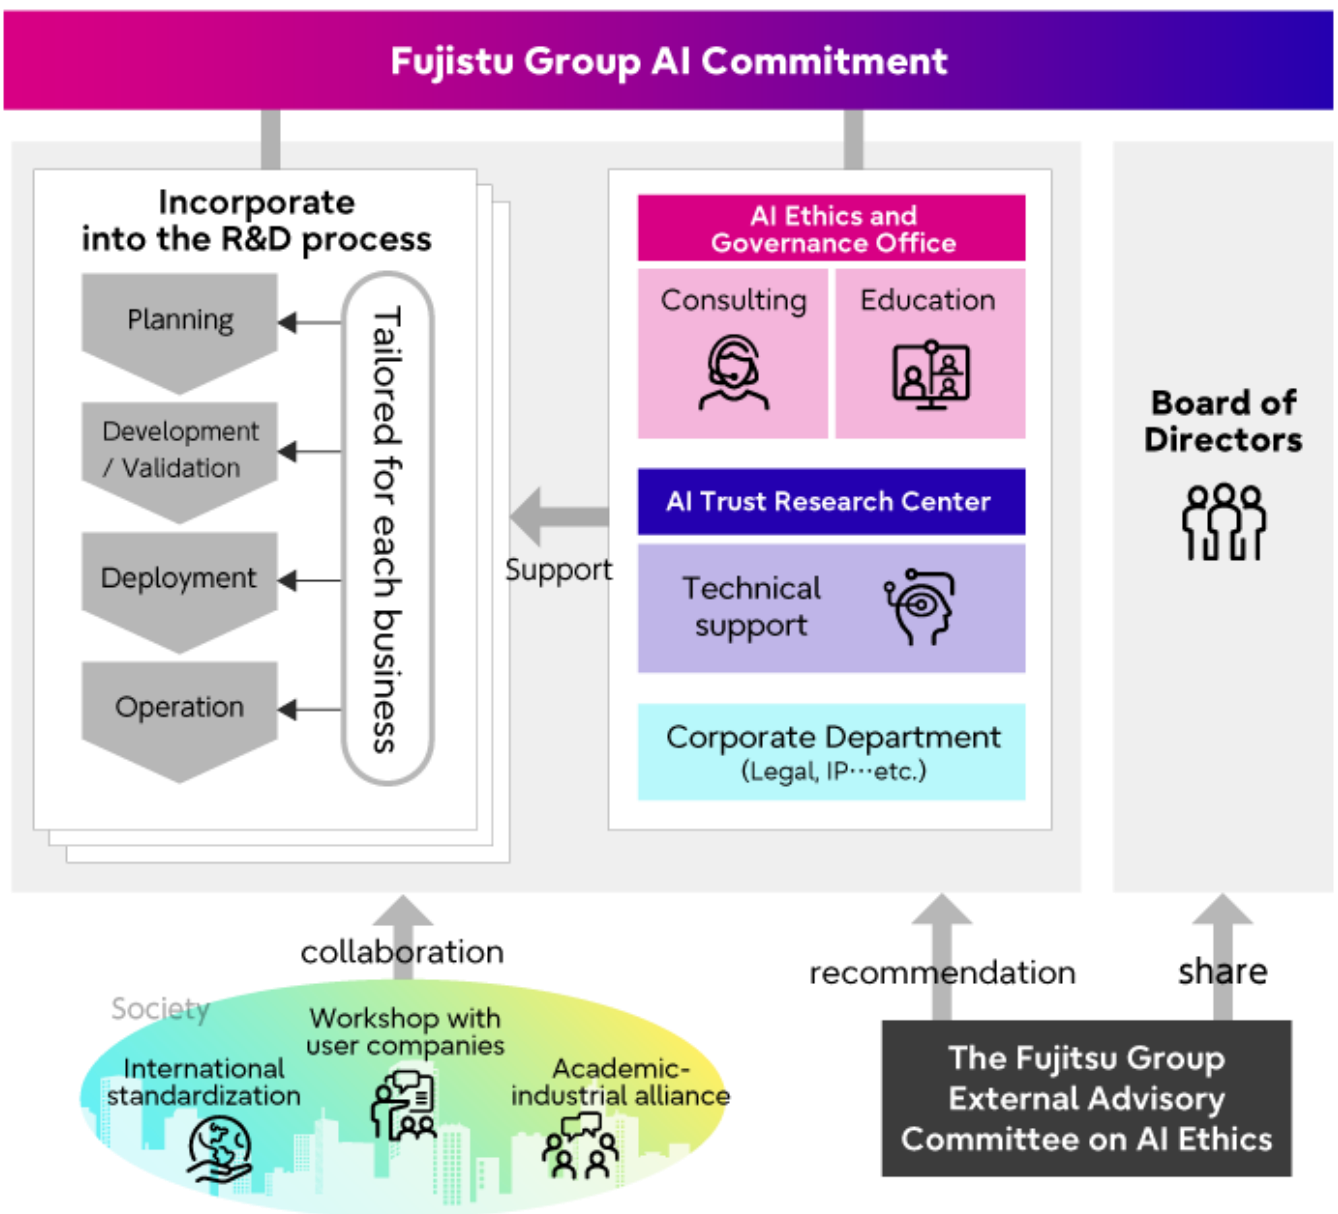 Fujistu Group AI Commitment
Incorporate
into the R&D process
Planning
Development
/ Validation
Deployment
Operation
Tailored for each business
Support
AI Ethics and
Governance Office
Consulting
Education
AI Trust Research Center
Technical
support
Corporate Department
(Legal, IP⋯etc.)
Board of
Directors
collaboration
recommendation
share
Society
International
standardization
Workshop with
user companies
Academic-
industrial alliance
The Fujitsu Group
External Advisory
Committee on AI Ethics